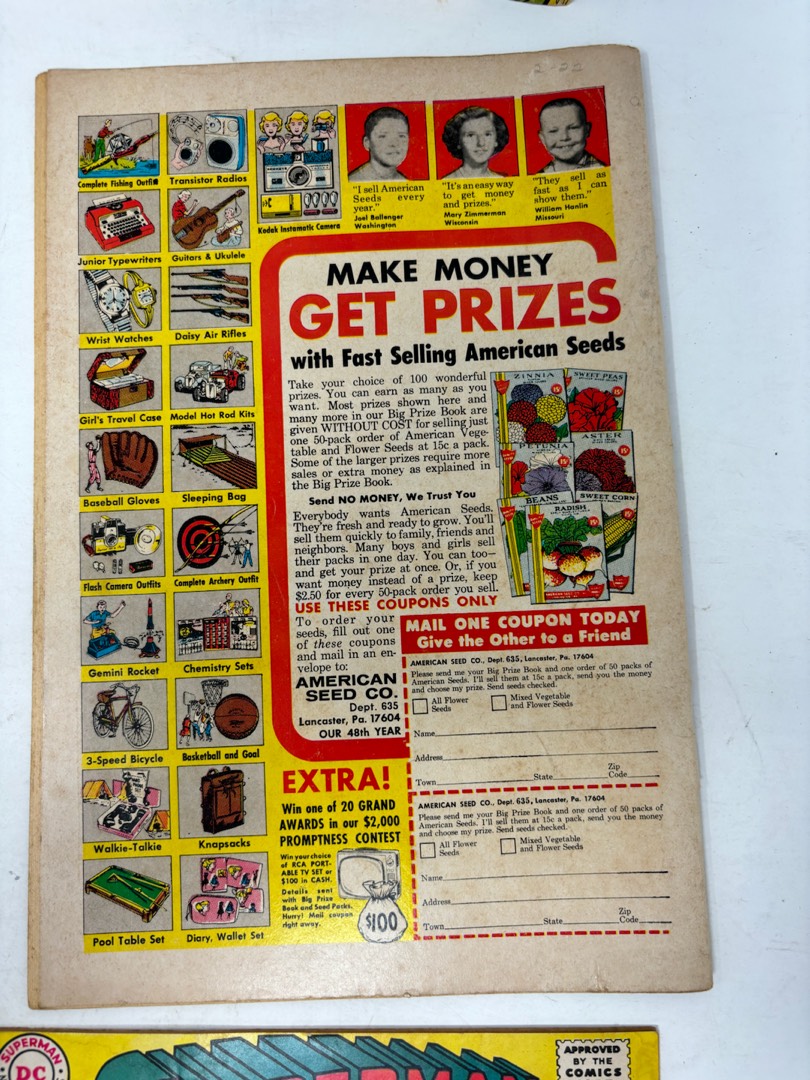 2-22
Complete Fishing Outfit
Transistor Radios
Junior Typewriters
Guitars & Ukulele
Kodak Instamatic Camera
"I sell American
Seeds every
year."
Joel Ballenger
Washington
"It's an easy way
to get money
and prizes."
Mary Zimmerman
Wisconsin
"They sell as
fast as I can
show them."
William Hanlin
Missouri
Wrist Watches
Daisy Air Rifles
Girl's Travel Case
Model Hot Rod Kits
Baseball Gloves
Sleeping Bag
Flash Camera Outfits
Complete Archery Outfit
Gemini Rocket
Chemistry Sets
3-Speed Bicycle
Basketball and Goal
Walkie-Talkie
Knapsacks
Pool Table Set
Diary, Wallet Set
MAKE MONEY
GET PRIZES
with Fast Selling American Seeds
Take your choice of 100 wonderful
prizes. You can earn as many as you
want. Most prizes shown here and
many more in our Big Prize Book are
given WITHOUT COST for selling just
one 50-pack order of American Vege-
table and Flower Seeds at 15c a pack.
Some of the larger prizes require more
sales or extra money as explained in
the Big Prize Book.
Send NO MONEY, We Trust You
Everybody wants American Seeds.
They're fresh and ready to grow. You'll
sell them quickly to family, friends and
neighbors. Many boys and girls sell
their packs in one day. You can too—
and get your prize at once. Or, if you
want money instead of a prize, keep
$2.50 for every 50-pack order you sell.
USE THESE COUPONS ONLY
To order your
seeds, fill out one
of these coupons
and mail in an en-
velope to:
AMERICAN
SEED CO.
Dept. 635
Lancaster, Pa. 17604
OUR 48th YEAR
ZINNIA
15¢
SWEET PEAS
15¢
PETUNIA
15¢
ASTER
15¢
BEANS
RADISH
15¢
SWEET CORN
15¢
MAIL ONE COUPON TODAY
Give the Other to a Friend
AMERICAN SEED CO., Dept. 635, Lancaster, Pa. 17604
Please send me your Big Prize Book and one order of 50 packs of
American Seeds. I'll sell them at 15c a pack, send you the money
and choose my prize. Send seeds checked.
All Flower
Seeds
Mixed Vegetable
and Flower Seeds
Name
Address
Town State Zip
Code
AMERICAN SEED CO., Dept. 635, Lancaster, Pa. 17604
Please send me your Big Prize Book and one order of 50 packs of
American Seeds. I'll sell them at 15c a pack, send you the money
and choose my prize. Send seeds checked.
All Flower
Seeds
Mixed Vegetable
and Flower Seeds
Name
Address
Town State Zip
Code
EXTRA!
Win one of 20 GRAND
AWARDS in our $2,000
PROMPTNESS CONTEST
Win your choice
of RCA PORT-
ABLE TV SET or
$100 in CASH.
Details sent
with Big Prize
Book and Seed Packs.
Hurry! Mail coupon
right away.
$100
SUPERMAN
DC
APPROVED
BY THE
COMICS